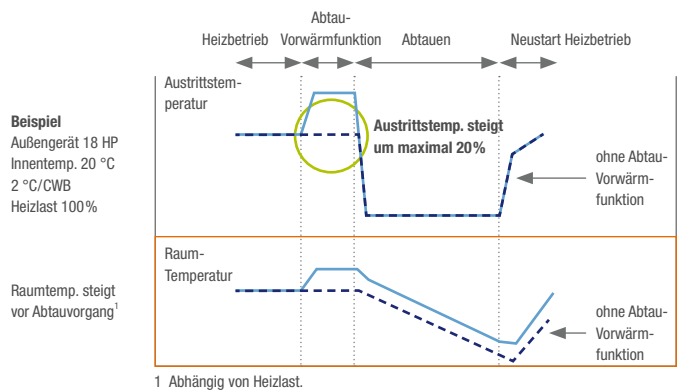 Abtau-
Heizbetrieb Vorwärmfunktion Abtauen Neustart Heizbetrieb
Austrittstem-
peratur
Beispiel
Außengerät 18 HP
Innentemp. 20 °C
2 °C/CWB
Heizlast 100%
Austrittstemp. steigt
um maximal 20%
ohne Abtau-
Vorwärm-
funktion
Raum-
Temperatur
Raumtemp. steigt
vor Abtauvorgang¹
ohne Abtau-
Vorwärm-
funktion
1 Abhängig von Heizlast.